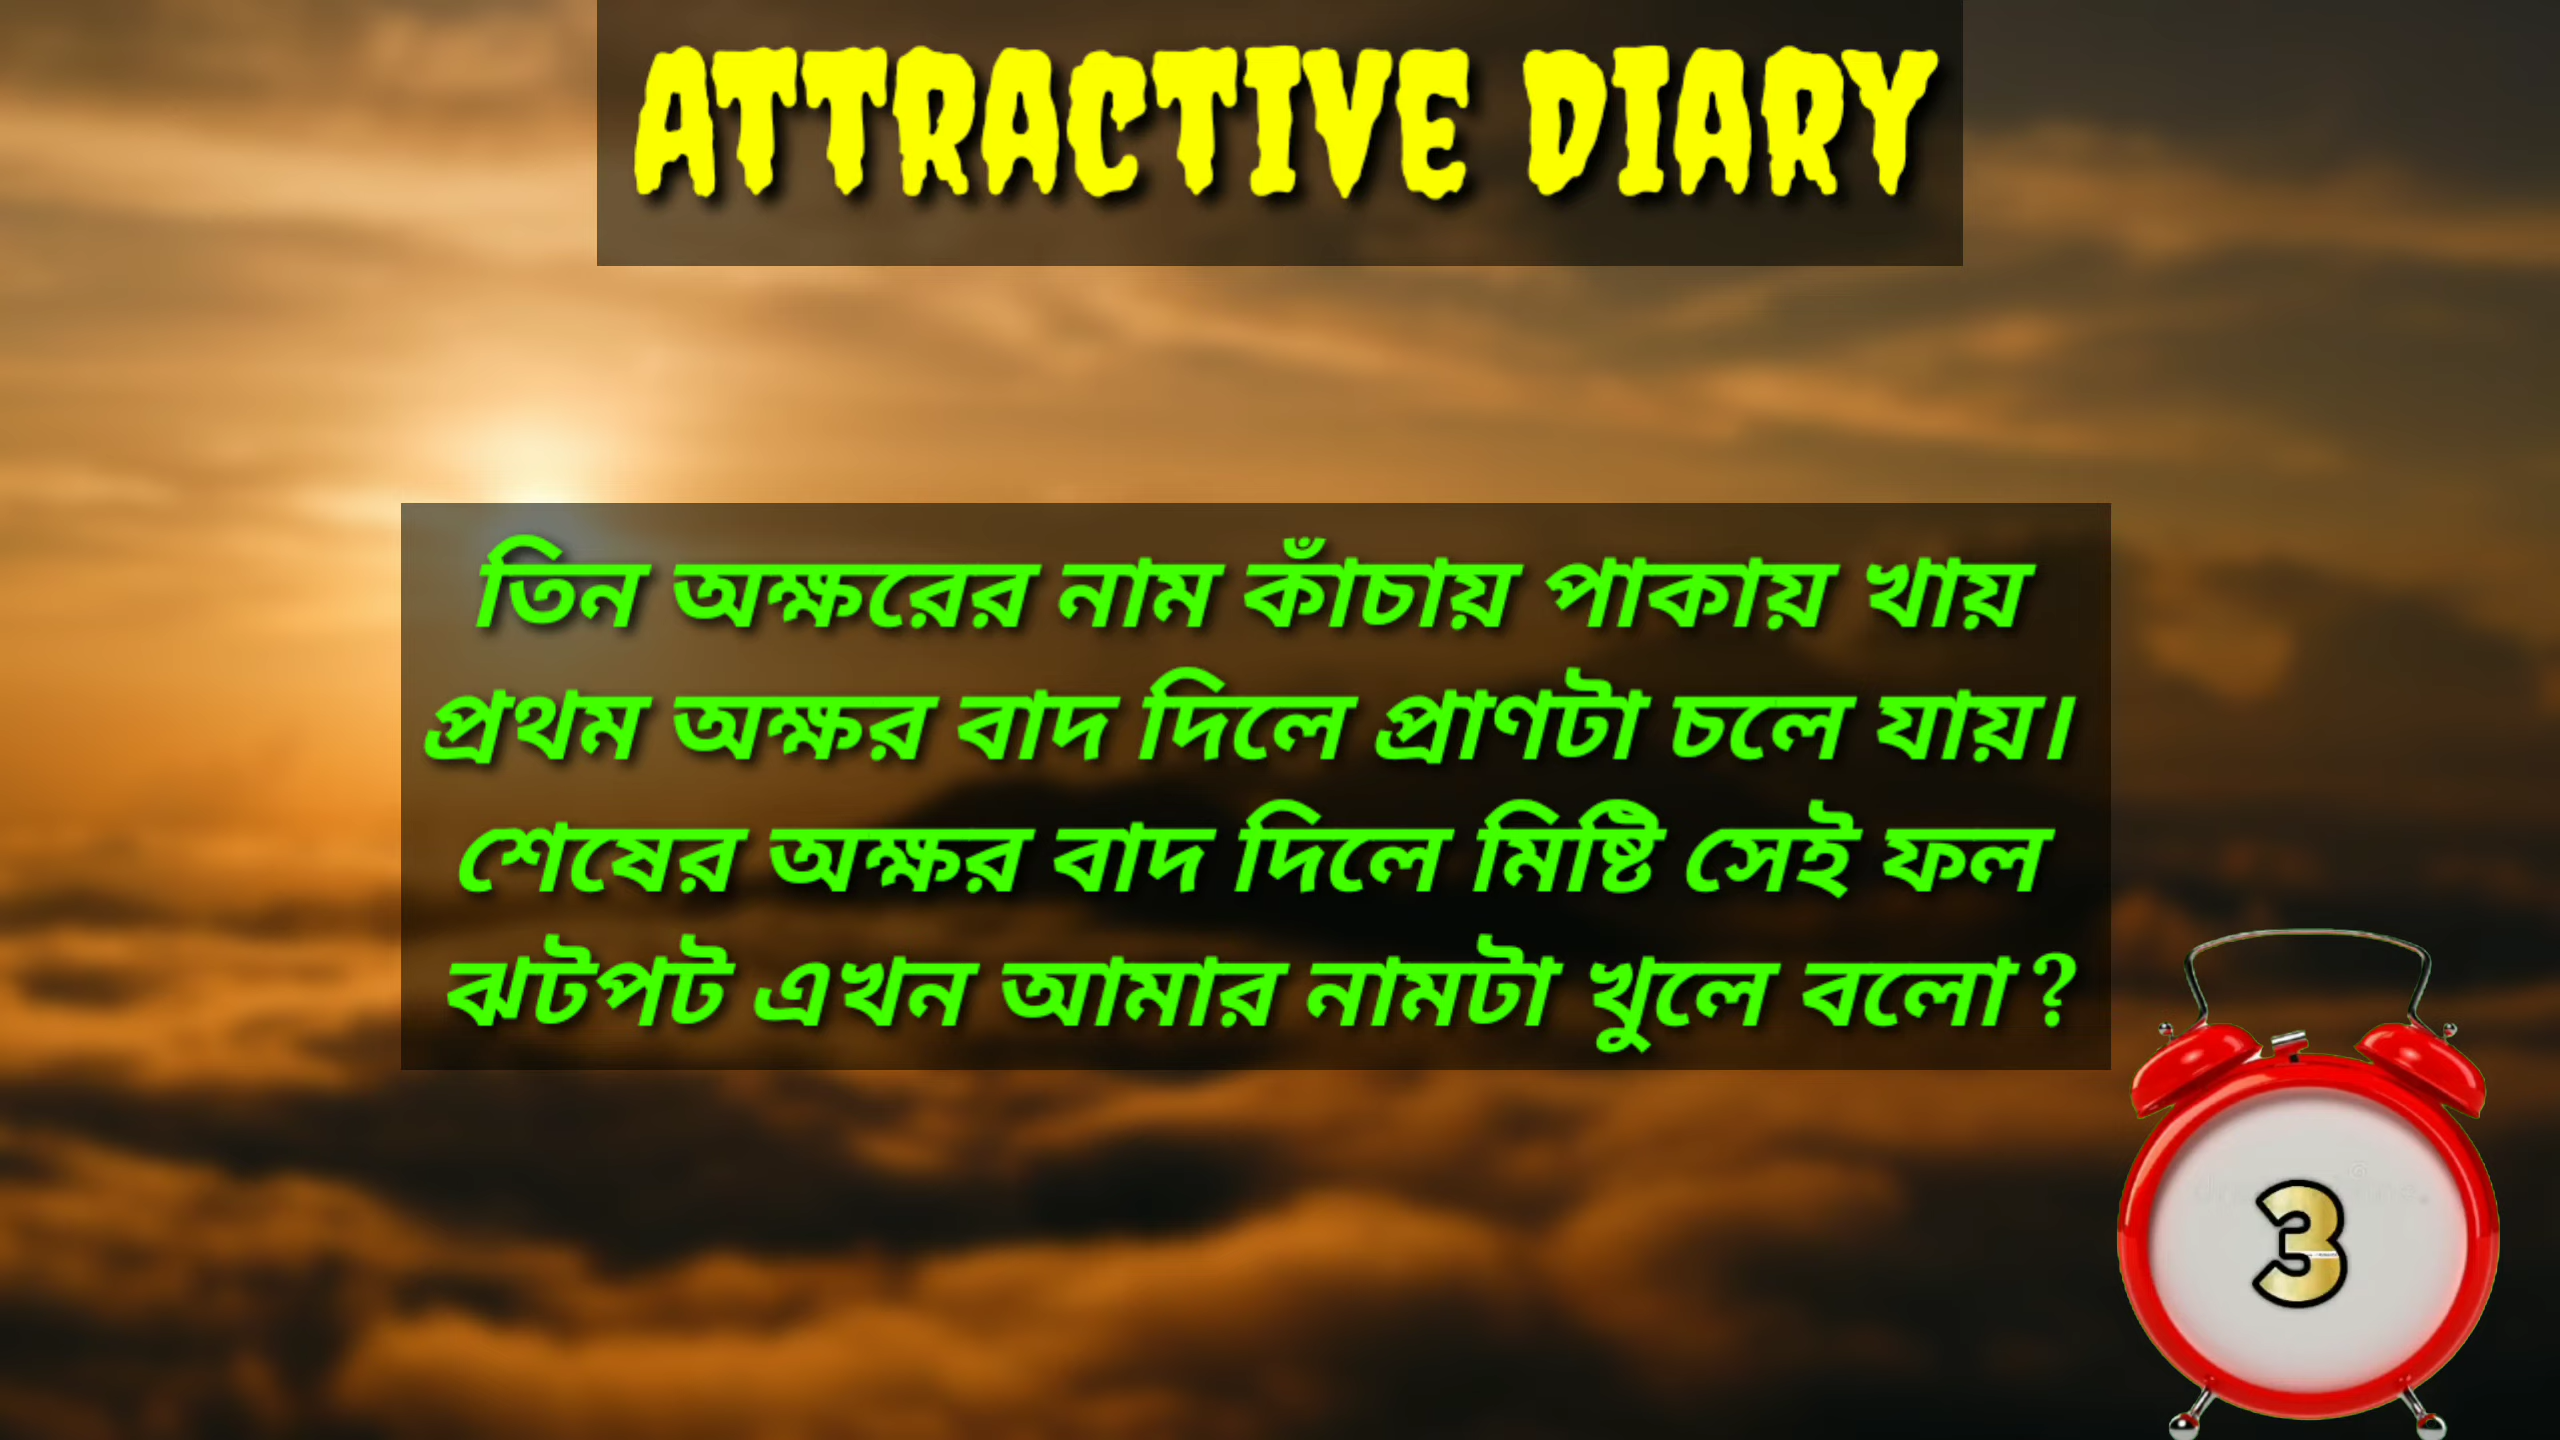 ATTRACTIVE DIARY
তিন অক্ষরের নাম কাঁচায় পাকায় খায়
প্রথম অক্ষর বাদ দিলে প্রাণটা চলে যায়।
শেষের অক্ষর বাদ দিলে মিষ্টি সেই ফল
ঝটপট এখন আমার নামটা খুলে বলো?
3